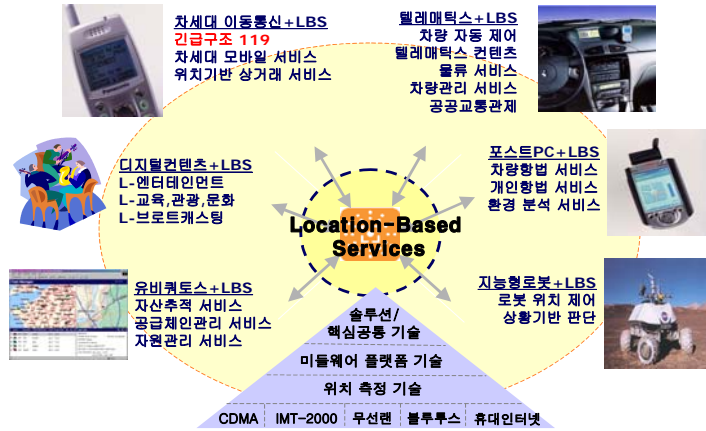 차세대 이동통신+LBS
긴급구조 119
차세대 모바일 서비스
위치기반 상거래 서비스
텔레매틱스+LBS
차량 자동 제어
텔레매틱스 컨텐츠
물류 서비스
차량관리 서비스
공공교통관제
디지털컨텐츠+LBS
L-엔터테인먼트
L-교육,관광,문화
L-브로트캐스팅
포스트PC+LBS
차량항법 서비스
개인항법 서비스
환경 분석 서비스
Location-Based
Services
유비쿼토스+LBS
자산추적 서비스
공급체인관리 서비스
자원관리 서비스
지능형로봇+LBS
로봇 위치 제어
상황기반 판단
솔루션/
핵심공통 기술
미들웨어 플랫폼 기술
위치 측정 기술
CDMA IMT-2000 무선랜 블루투스 휴대인터넷